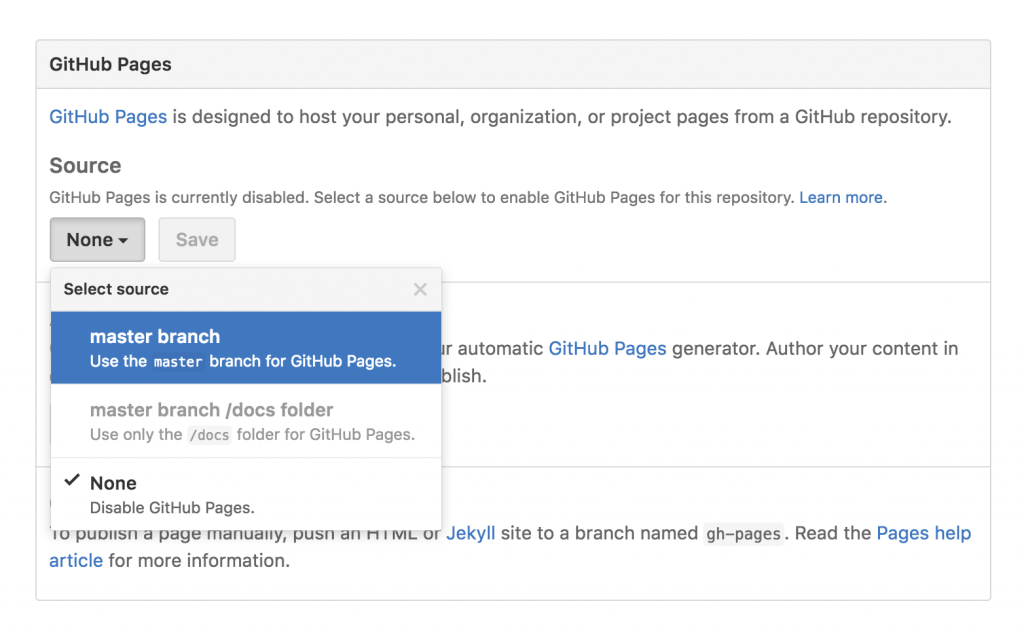 GitHub Pages
GitHub Pages is designed to host your personal, organization, or project pages from a GitHub repository.
Source
GitHub Pages is currently disabled. Select a source below to enable GitHub Pages for this repository. Learn more.
None Save
Select source
master branch
Use the master branch for GitHub Pages.
automatic GitHub Pages generator. Author your content in
master branch /docs folder
Use only the /docs folder for GitHub Pages.
None
Disable GitHub Pages.
To publish a page manually, push an HTML or Jekyll site to a branch named gh-pages. Read the Pages help
article for more information.